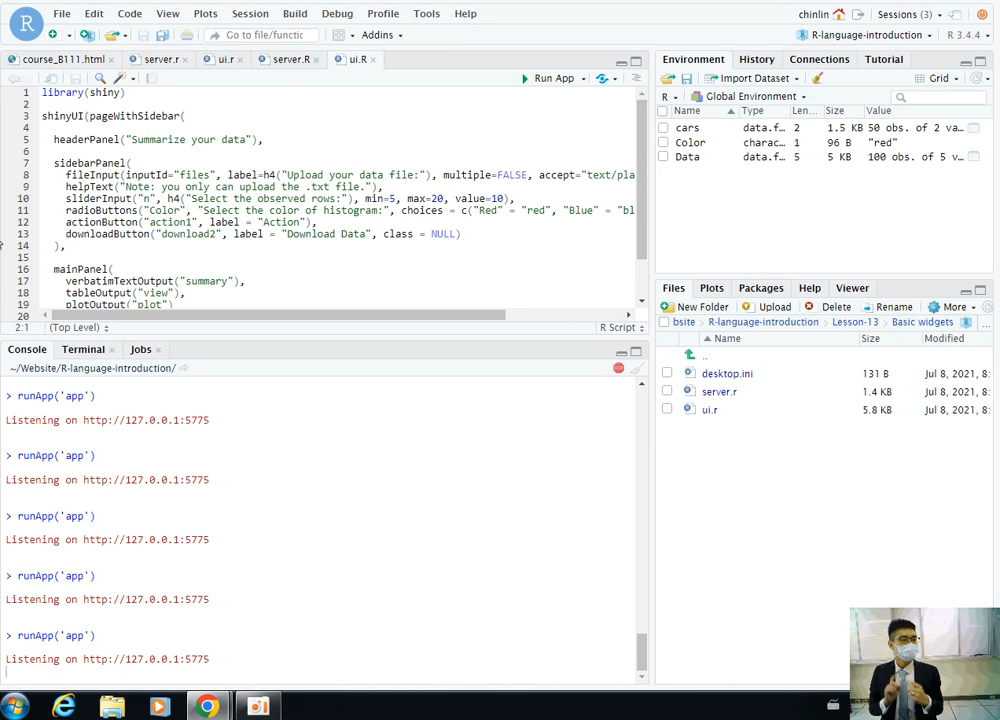 File Edit Code View Plots Session Build Debug Profile Tools Help chinlin Sessions (3)
R Go to file/functic Addins R-language-introduction R 3.4.4
course_B111.html server.r ui.r server.R ui.R
Run App
1 library(shiny)
2
3 shinyUI(pageWithSidebar(
4
5 headerPanel("Summarize your data"),
6
7 sidebarPanel(
8 fileInput(inputId="files", label=h4("Upload your data file:"), multiple=FALSE, accept="text/pla
9 helpText("Note: you only can upload the .txt file."),
10 sliderInput("n", h4("Select the observed rows:"), min=5, max=20, value=10),
11 radioButtons("Color", "Select the color of histogram:", choices = c("Red" = "red", "Blue" = "bl
12 actionButton("action1", label = "Action"),
13 downloadButton("download2", label = "Download Data", class = NULL)
14 ),
15
16 mainPanel(
17 verbatimTextOutput("summary"),
18 tableOutput("view"),
19 plotOutput("plot")
20
2:1 (Top Level) R Script
Console Terminal Jobs
~/Website/R-language-introduction/
> runApp('app')
Listening on http://127.0.0.1:5775
> runApp('app')
Listening on http://127.0.0.1:5775
> runApp('app')
Listening on http://127.0.0.1:5775
> runApp('app')
Listening on http://127.0.0.1:5775
> runApp('app')
Listening on http://127.0.0.1:5775
Environment History Connections Tutorial
Import Dataset Grid
R Global Environment
Name Type Len... Size Value
cars data.f... 2 1.5 KB 50 obs. of 2 va...
Color charac... 1 96 B "red"
Data data.f... 5 5 KB 100 obs. of 5 v...
Files Plots Packages Help Viewer
New Folder Upload Delete Rename More
bsite R-language-introduction Lesson-13 Basic widgets R ...
Name Size Modified
..
desktop.ini 131 B Jul 8, 2021, 8:
server.r 1.4 KB Jul 8, 2021, 8:
ui.r 5.8 KB Jul 8, 2021, 8: